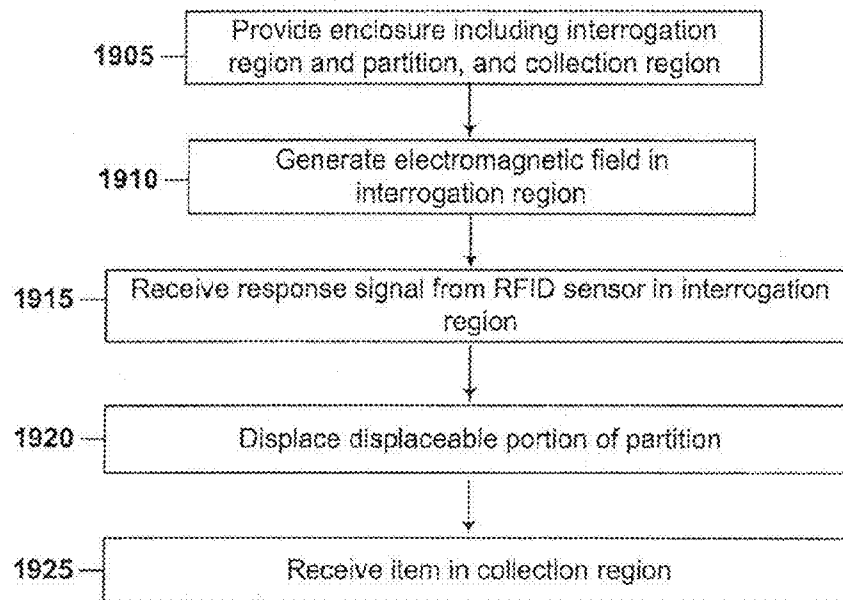 Provide enclosure including interrogation
1905
region and partition, and collection region
Generate electromagnetic field in
1910
interrogation region
1915
Receive response signal from RFID sensor in interrogation
region
1920
Displace displaceable portion of partition
1925
Receive item in collection region